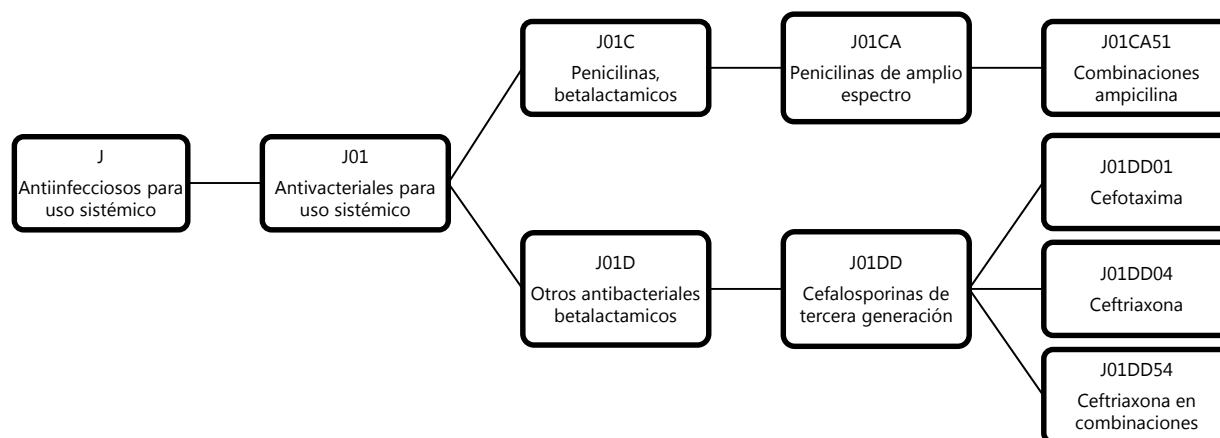 J
Antiinfecciosos para
uso sistémico
J01
Antivacteriales para
uso sistémico
J01C
Penicilinas,
betalactamicos
J01CA
Penicilinas de amplio
espectro
J01CA51
Combinaciones
ampicilina
J01D
Otros antibacteriales
betalactamicos
J01DD
Cefalosporinas de
tercera generación
J01DD01
Cefotaxima
J01DD04
Ceftriaxona
J01DD54
Ceftriaxona en
combinaciones